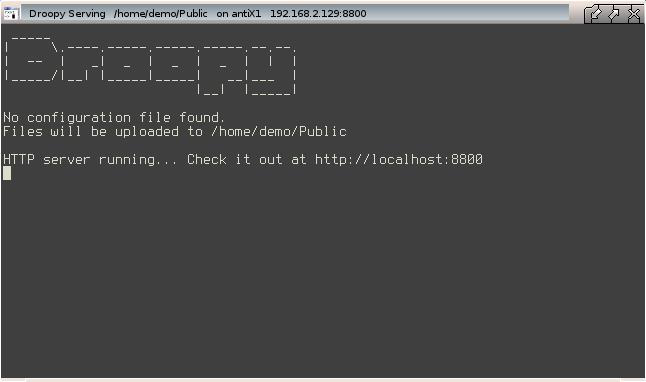 Droopy Serving /home/demo/Public on antiX1 192.168.2.129:8800
Droopy
No configuration file found.
Files will be uploaded to /home/demo/Public
HTTP server running... Check it out at http://localhost:8800